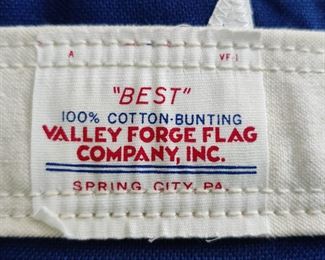 A VF-1
"BEST"
100% COTTON-BUNTING
VALLEY FORGE FLAG
COMPANY, INC.
SPRING CITY, PA.